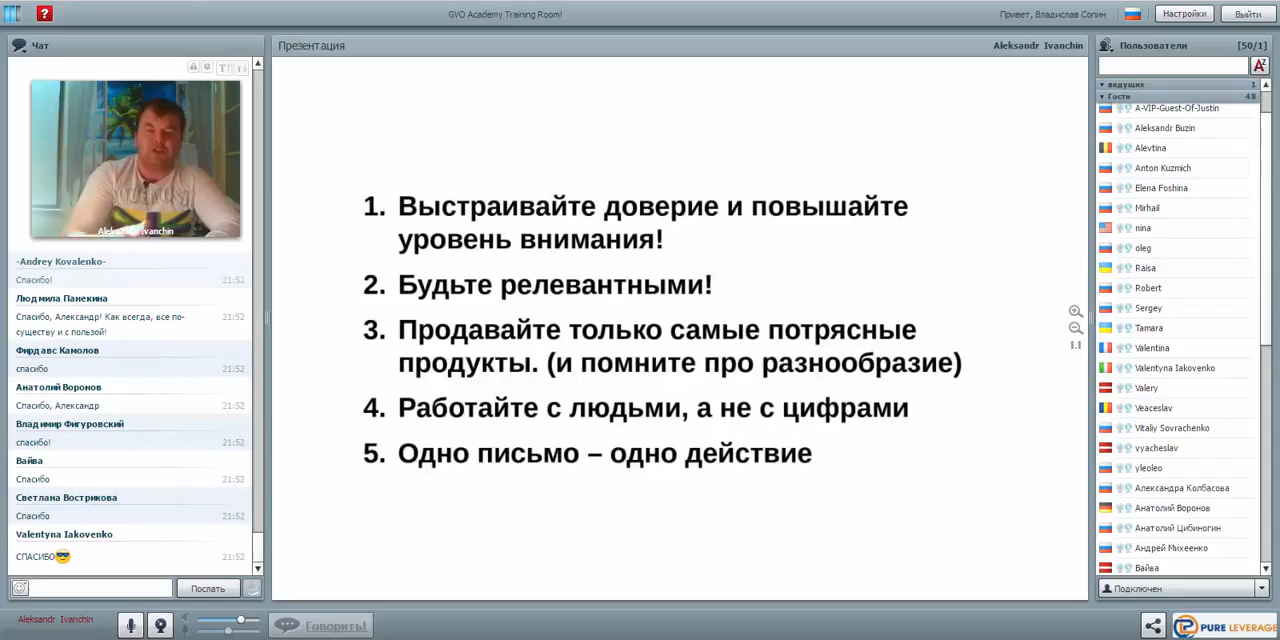 GVO Academy Training Room!
Привет, Владислав Сопин
Настройки
Выйти
Чат
Aleksandr Ivanchin
-Andrey Kovalenko-
Спасибо!
21:52
Людмила Панекина
Спасибо, Александр! Как всегда, все по-
21:52
существу и с пользой!
Фирдавс Камолов
спасибо
21:52
Анатолий Воронов
Спасибо, Александр
21:52
Владимир Фигуровский
спасибо!
21:52
Вайва
Спасибо
21:52
Светлана Вострикова
Спасибо
21:52
Valentyna Iakovenko
СПАСИБО
21:52
Послать
Презентация
Aleksandr Ivanchin
1. Выстраивайте доверие и повышайте
уровень внимания!
2. Будьте релевантными!
3. Продавайте только самые потрясные
продукты. (и помните про разнообразие)
4. Работайте с людьми, а не с цифрами
5. Одно письмо – одно действие
1.1
Пользователи
[50/1]
ведущих
1
Гости
48
A-VIP-Guest-Of-Justin
Aleksandr Buzin
Alevtina
Anton Kuzmich
Elena Foshina
Mirhail
nina
oleg
Raisa
Robert
Sergey
Tamara
Valentina
Valentyna Iakovenko
Valery
Veaceslav
Vitaliy Sovrachenko
vyacheslav
yleoleo
Александра Колбасова
Анатолий Воронов
Анатолий Цибиногин
Андрей Михеенко
Вайва
Подключен
Aleksandr Ivanchin
Говорить!
PURE LEVERAGE